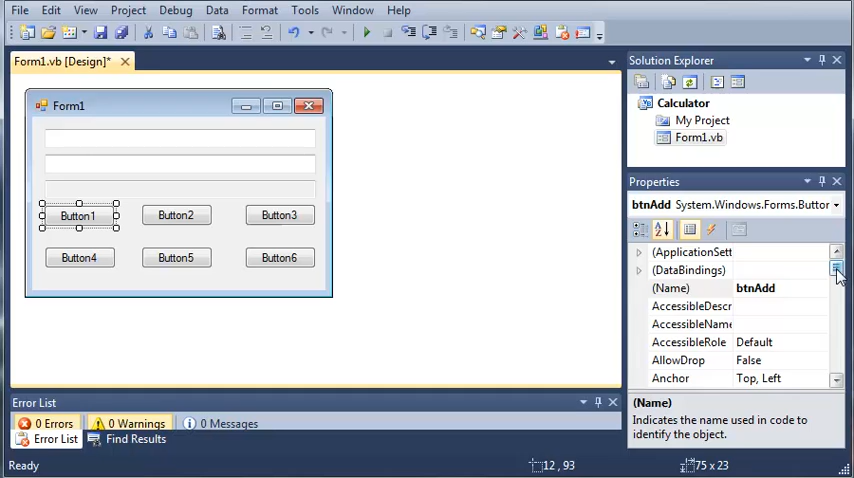 File Edit View Project Build Debug Data Format Tools Window Help
Form1.vb [Design]*
Form1
Button1 Button2 Button3
Button4 Button5 Button6
Solution Explorer
Calculator
My Project
Form1.vb
Properties
btnAdd System.Windows.Forms.Buttor
(ApplicationSett
(DataBindings)
(Name) btnAdd
AccessibleDescr
AccessibleName
AccessibleRole Default
AllowDrop False
Anchor Top, Left
(Name)
Indicates the name used in code to
identify the object.
Error List
0 Errors 0 Warnings 0 Messages
Error List Find Results
Ready 12 , 93 75 x 23